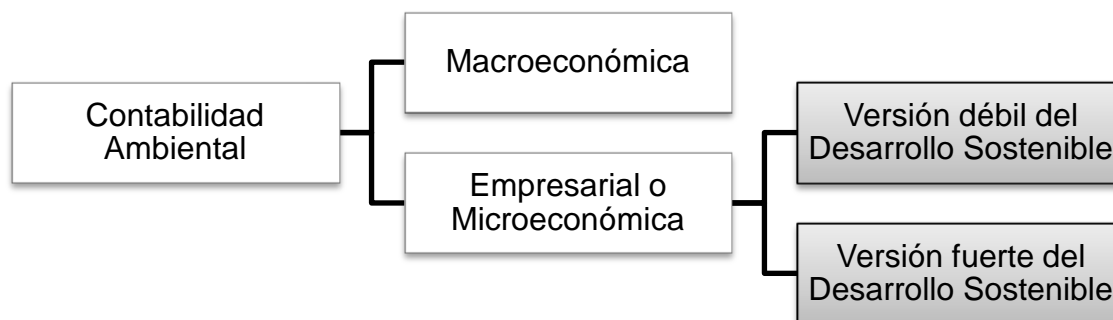 Contabilidad
Ambiental
Macroeconómica
Empresarial o
Microeconómica
Versión débil del
Desarrollo Sostenible
Versión fuerte del
Desarrollo Sostenible